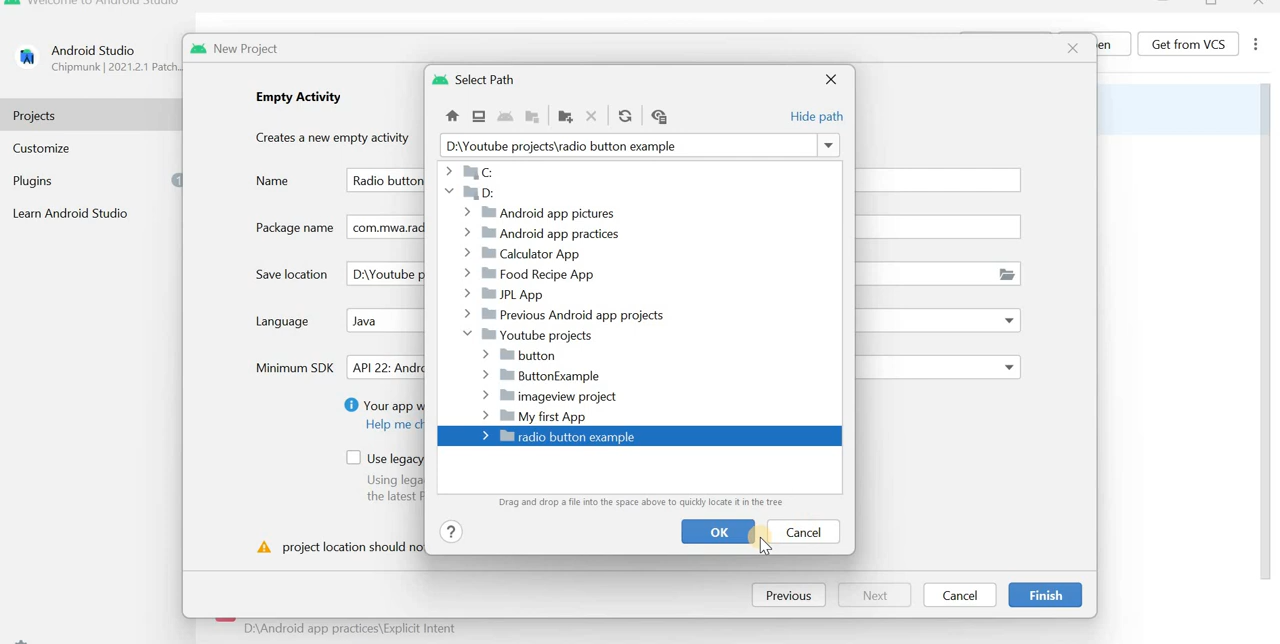 Welcome to Android Studio
Android Studio
Chipmunk | 2021.2.1 Patch...
Projects
Customize
Plugins
1
Learn Android Studio
Get from VCS
New Project
Empty Activity
Creates a new empty activity
Name
Radio button
Package name
com.mwa.rad
Save location
D:\Youtube p
Language
Java
Minimum SDK
API 22: Andro
Your app w
Help me ch
Use legacy
Using lega
the latest P
project location should no
Previous
Next
Cancel
Finish
D:\Android app practices\Explicit Intent
Select Path
Hide path
D:\Youtube projects\radio button example
C:
D:
Android app pictures
Android app practices
Calculator App
Food Recipe App
JPL App
Previous Android app projects
Youtube projects
button
ButtonExample
imageview project
My first App
radio button example
Drag and drop a file into the space above to quickly locate it in the tree
?
OK
Cancel